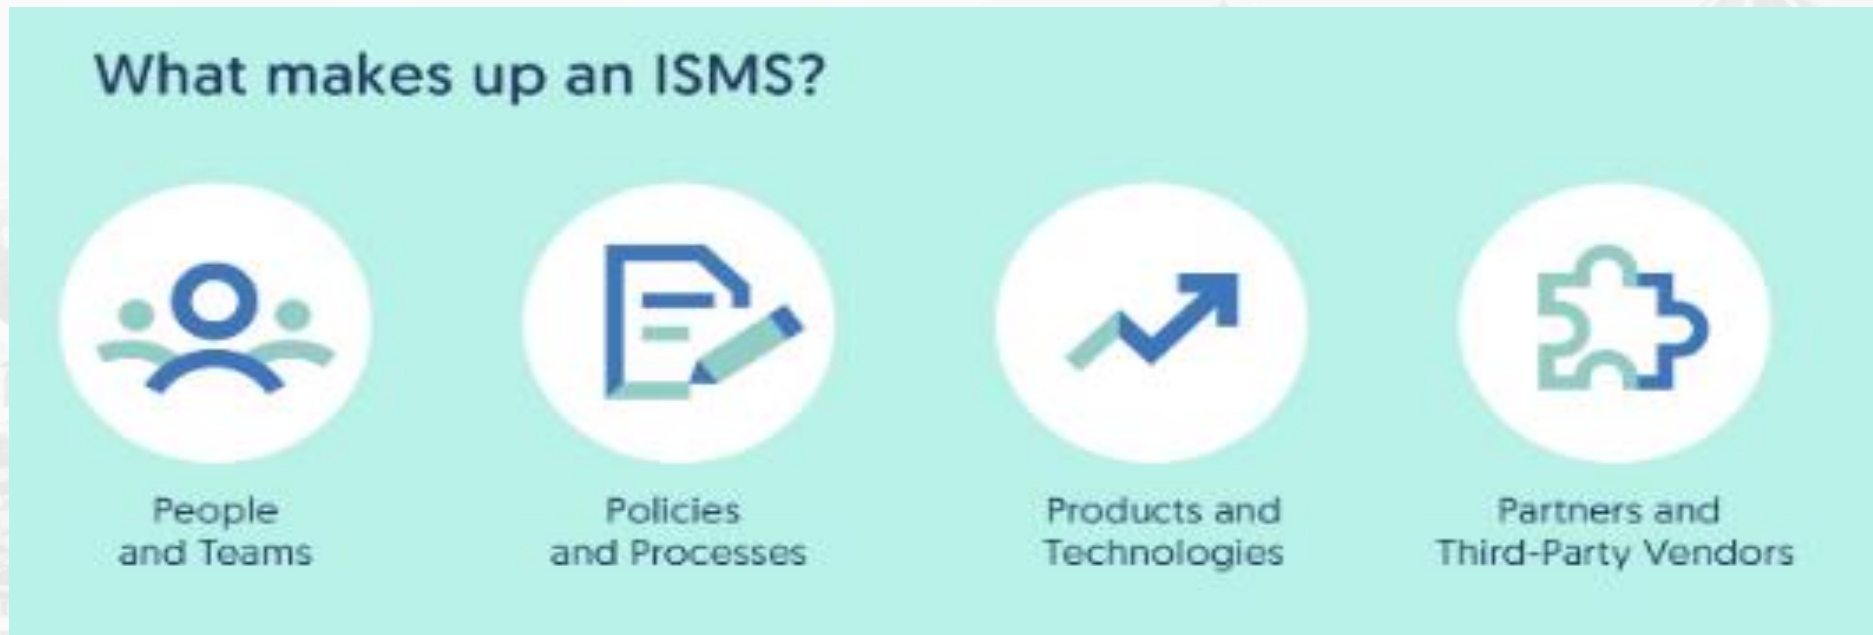 What makes up an ISMS?
People
and Teams
Policies
and Processes
Products and
Technologies
Partners and
Third-Party Vendors